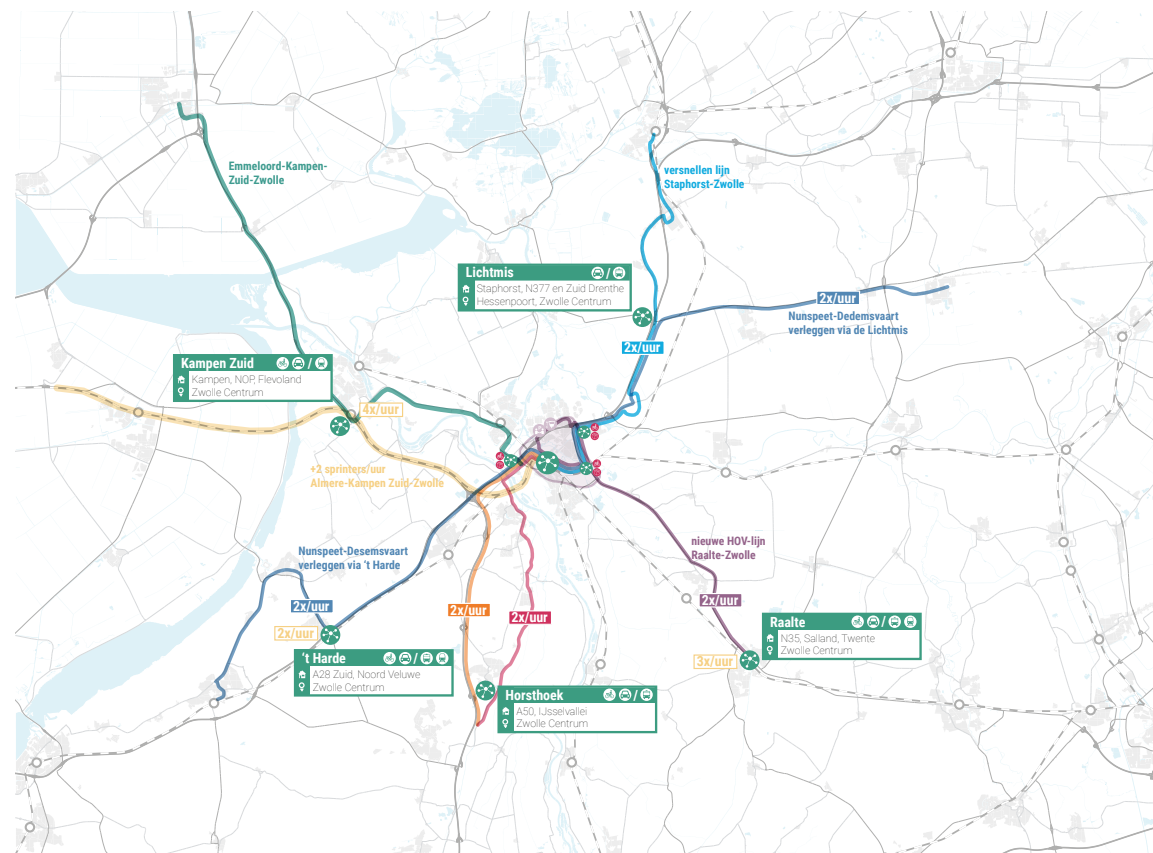 Emmeloord-Kampen-
Zuid-Zwolle
versnellen lijn
Staphorst-Zwolle
Lichtmis
/
Staphorst, N377 en Zuid Drenthe
Hessenpoort, Zwolle Centrum
2x/uur
Nunspeet-Dedemsvaart
verleggen via de Lichtmis
2x/uur
Kampen Zuid
/
Kampen, NOP, Flevoland
Zwolle Centrum
4x/uur
+2 sprinters/uur
Almere-Kampen Zuid-Zwolle
Nunspeet-Desemsvaart
verleggen via ‘t Harde
nieuwe HOV-lijn
Raalte-Zwolle
2x/uur
2x/uur
2x/uur
2x/uur
2x/uur
‘t Harde
/
A28 Zuid, Noord Veluwe
Zwolle Centrum
Raalte
/
N35, Salland, Twente
Zwolle Centrum
3x/uur
Horsthoek
/
A50, IJsselvallei
Zwolle Centrum